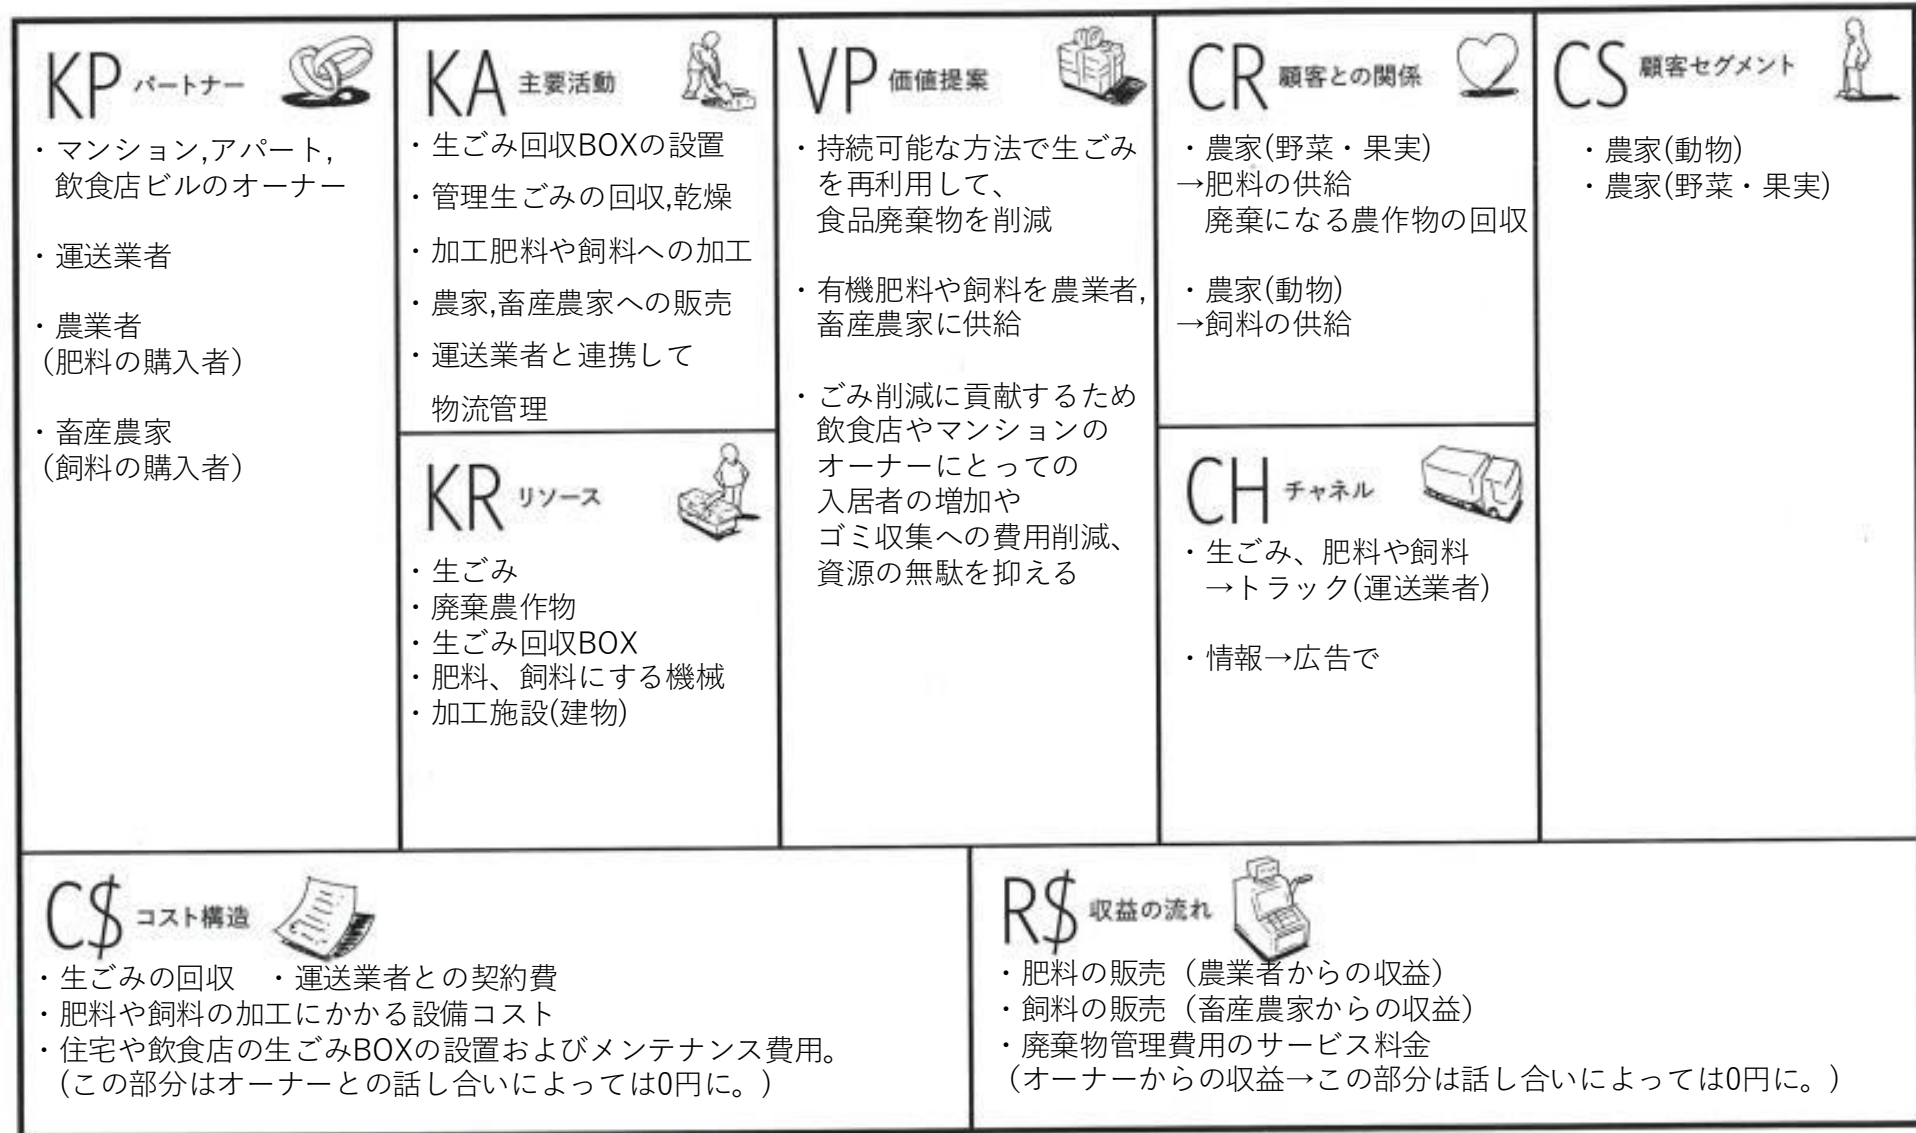 KP パートナー
・マンション,アパート,
飲食店ビルのオーナー
・運送業者
・農業者
（肥料の購入者）
・畜産農家
（飼料の購入者）
KA 主要活動
・生ごみ回収BOXの設置
・管理生ごみの回収,乾燥
・加工肥料や飼料への加工
・農家,畜産農家への販売
・運送業者と連携して
物流管理
KR リソース
・生ごみ
・廃棄農作物
・生ごみ回収BOX
・肥料、飼料にする機械
・加工施設(建物)
VP 価値提案
・持続可能な方法で生ごみ
を再利用して、
食品廃棄物を削減
・有機肥料や飼料を農業者,
畜産農家に供給
・ごみ削減に貢献するため
飲食店やマンションの
オーナーにとっての
入居者の増加や
ゴミ収集への費用削減、
資源の無駄を抑える
CR 顧客との関係
・農家(野菜・果実)
→肥料の供給
廃棄になる農作物の回収
・農家(動物)
→飼料の供給
CH チャネル
・生ごみ、肥料や飼料
→トラック(運送業者)
・情報→広告で
CS 顧客セグメント
・農家(動物)
・農家(野菜・果実)
C$ コスト構造
・生ごみの回収　・運送業者との契約費
・肥料や飼料の加工にかかる設備コスト
・住宅や飲食店の生ごみBOXの設置およびメンテナンス費用。
（この部分はオーナーとの話し合いによっては0円に。）
R$ 収益の流れ
・肥料の販売（農業者からの収益）
・飼料の販売（畜産農家からの収益）
・廃棄物管理費用のサービス料金
（オーナーからの収益→この部分は話し合いによっては0円に。）